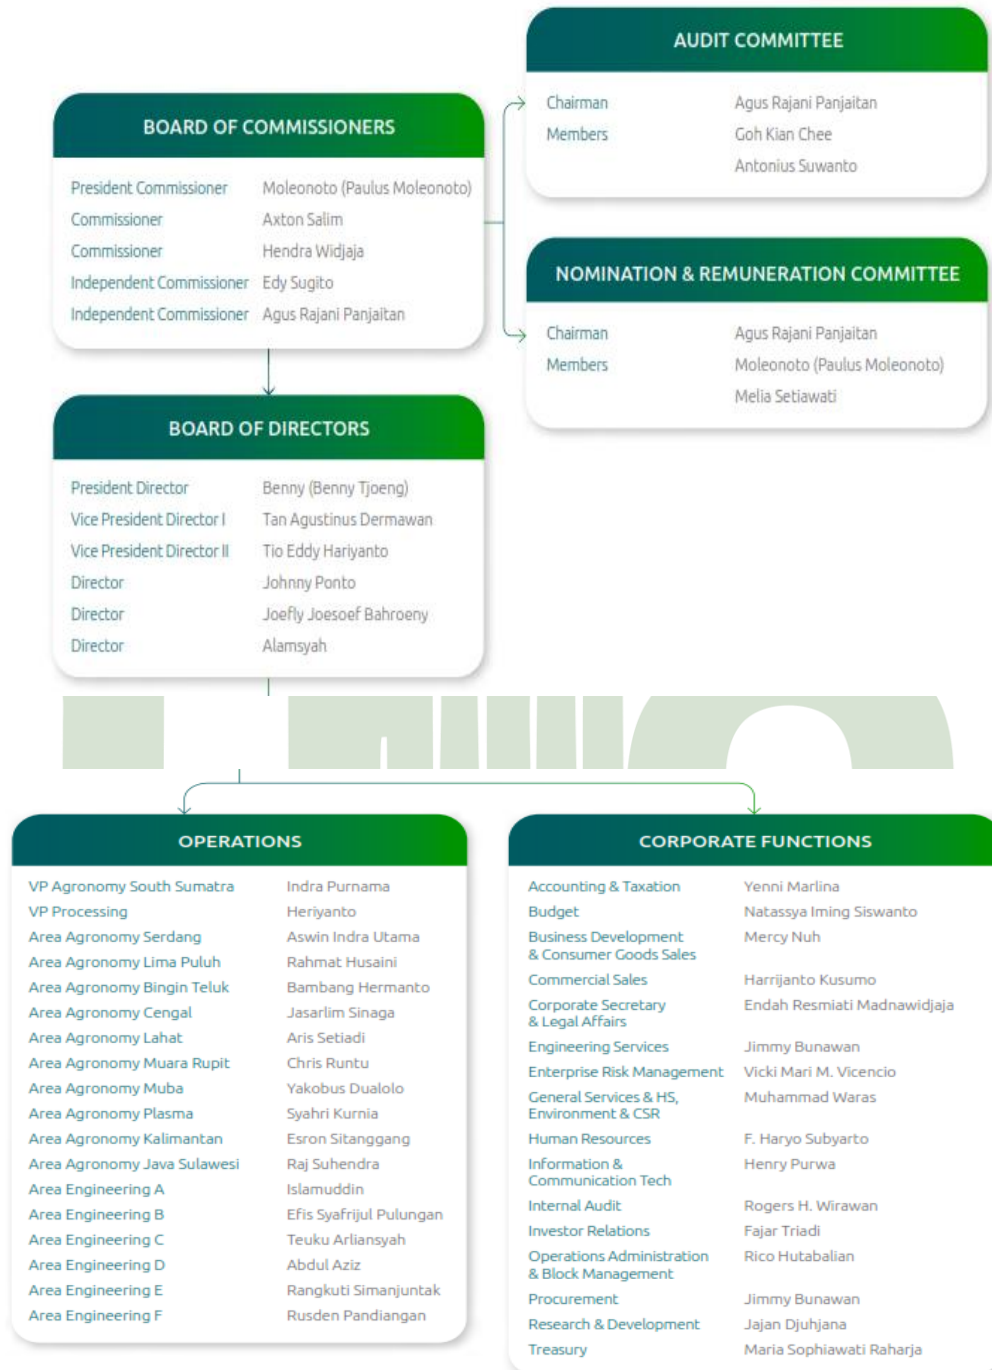 AUDIT COMMITTEE
Chairman Agus Rajani Panjaitan
Members Goh Kian Chee
Antonius Suwanto
BOARD OF COMMISSIONERS
President Commissioner Moleonoto (Paulus Moleonoto)
Commissioner Axton Salim
Commissioner Hendra Widjaja
Independent Commissioner Edy Sugito
Independent Commissioner Agus Rajani Panjaitan
NOMINATION & REMUNERATION COMMITTEE
Chairman Agus Rajani Panjaitan
Members Moleonoto (Paulus Moleonoto)
Melia Setiawati
BOARD OF DIRECTORS
President Director Benny (Benny Tjoeng)
Vice President Director I Tan Agustinus Dermawan
Vice President Director II Tio Eddy Hariyanto
Director Johnny Ponto
Director Joefly Joesoef Bahroeny
Director Alamsyah
OPERATIONS
VP Agronomy South Sumatra Indra Purnama
VP Processing Heriyanto
Area Agronomy Serdang Aswin Indra Utama
Area Agronomy Lima Puluh Rahmat Husaini
Area Agronomy Bingin Teluk Bambang Hermanto
Area Agronomy Cengal Jasarlim Sinaga
Area Agronomy Lahat Aris Setiadi
Area Agronomy Muara Rupit Chris Runtu
Area Agronomy Muba Yakobus Dualolo
Area Agronomy Plasma Syahri Kurnia
Area Agronomy Kalimantan Esron Sitanggang
Area Agronomy Java Sulawesi Raj Suhendra
Area Engineering A Islamuddin
Area Engineering B Efis Syafrijul Pulungan
Area Engineering C Teuku Arliansyah
Area Engineering D Abdul Aziz
Area Engineering E Rangkuti Simanjuntak
Area Engineering F Rusden Pandiangan
CORPORATE FUNCTIONS
Accounting & Taxation Yenni Marlina
Budget Natassya Iming Siswanto
Business Development Mercy Nuh
& Consumer Goods Sales
Commercial Sales Harrijanto Kusumo
Corporate Secretary Endah Resmiati Madnawidjaja
& Legal Affairs
Engineering Services Jimmy Bunawan
Enterprise Risk Management Vicki Mari M. Vicencio
General Services & HS, Muhammad Waras
Environment & CSR
Human Resources F. Haryo Subyarto
Information & Henry Purwa
Communication Tech
Internal Audit Rogers H. Wirawan
Investor Relations Fajar Triadi
Operations Administration Rico Hutabalian
& Block Management
Procurement Jimmy Bunawan
Research & Development Jajan Djuhjana
Treasury Maria Sophiawati Raharja